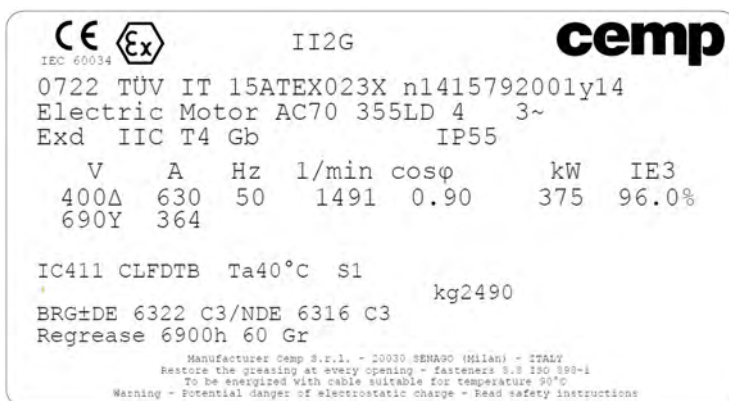 CE Ex II2G cemp
IEC 60034
0722 TÜV IT 15ATEX023X n1415792001y14
Electric Motor AC70 355LD 4 3~
Exd IIC T4 Gb IP55
V A Hz 1/min cosφ kW IE3
400Δ 630 50 1491 0.90 375 96.0%
690Y 364
IC411 CLFDTB Ta40°C S1
kg2490
BRG±DE 6322 C3/NDE 6316 C3
Regrease 6900h 60 Gr
Manufacturer Cemp S.r.l. - 20030 SENAGO (Milan) - ITALY
Restore the greasing at every opening - fasteners 8.8 ISO 898-1
To be energized with cable suitable for temperature 90°C
Warning - Potential danger of electrostatic charge - Read safety instructions